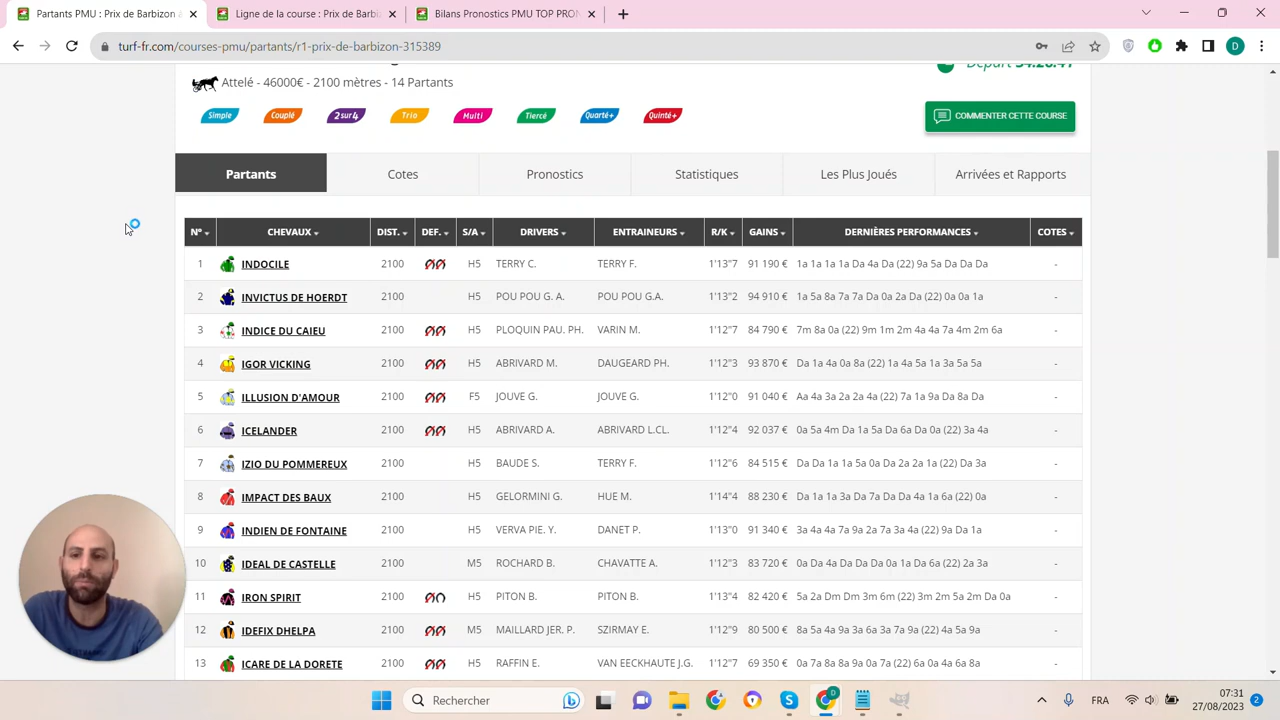 Partants PMU : Prix de Barbizon
Ligne de la course : Prix de Barbi
Bilans Pronostics PMU TOP PRON
turf-fr.com/courses-pmu/partants/r1-prix-de-barbizon-315389
Attelé - 46000€ - 2100 mètres - 14 Partants
Simple Couplé 2 sur 4 Trio Multi Tiercé Quarté+ Quinté+
COMMENTER CETTE COURSE
Partants Cotes Pronostics Statistiques Les Plus Joués Arrivées et Rapports
N° CHEVAUX DIST. DEF. S/A DRIVERS ENTRAINEURS R/K GAINS DERNIÈRES PERFORMANCES COTES
1 INDOCILE 2100 H5 TERRY C. TERRY F. 1'13"7 91 190 € 1a 1a 1a 1a Da 4a Da (22) 9a 5a Da Da Da -
2 INVICTUS DE HOERDT 2100 H5 POU POU G. A. POU POU G.A. 1'13"2 94 910 € 1a 5a 8a 7a 7a Da 0a 2a Da (22) 0a 0a 1a -
3 INDICE DU CAIEU 2100 H5 PLOQUIN PAU. PH. VARIN M. 1'12"7 84 790 € 7m 8a 0a (22) 9m 1m 2m 4a 4a 7a 4m 2m 6a -
4 IGOR VICKING 2100 H5 ABRIVARD M. DAUGEARD PH. 1'12"3 93 870 € Da 1a 4a 0a 8a (22) 1a 4a 5a 1a 3a 5a 5a -
5 ILLUSION D'AMOUR 2100 F5 JOUVE G. JOUVE G. 1'12"0 91 040 € Aa 4a 3a 2a 2a 4a (22) 7a 1a 9a Da 8a Da -
6 ICELANDER 2100 H5 ABRIVARD A. ABRIVARD L.CL. 1'12"4 92 037 € 0a 5a 4m Da 1a 5a Da 6a Da 0a (22) 3a 4a -
7 IZIO DU POMMEREUX 2100 H5 BAUDE S. TERRY F. 1'12"6 84 515 € Da Da 1a 1a 5a 0a Da 2a 2a 1a (22) Da 3a -
8 IMPACT DES BAUX 2100 H5 GELORMINI G. HUE M. 1'14"4 88 230 € Da 1a 1a 3a Da 7a Da Da 4a 1a 6a (22) 0a -
9 INDIEN DE FONTAINE 2100 H5 VERVA PIE. Y. DANET P. 1'13"0 91 340 € 3a 4a 4a 7a 9a 2a 7a 3a 4a (22) 9a Da 1a -
10 IDEAL DE CASTELLE 2100 M5 ROCHARD B. CHAVATTE A. 1'12"3 83 720 € 0a Da 4a Da Da Da 0a 1a Da 6a (22) 2a 3a -
11 IRON SPIRIT 2100 H5 PITON B. PITON B. 1'13"4 82 420 € 5a 2a Dm Dm 3m 6m (22) 3m 2m 5a 2m Da 0a -
12 IDEFIX DHELPA 2100 M5 MAILLARD JER. P. SZIRMAY E. 1'12"9 80 500 € 8a 5a 4a 9a 3a 6a 3a 7a 9a (22) 4a 5a 9a -
13 ICARE DE LA DORETE 2100 H5 RAFFIN E. VAN EECKHAUTE J.G. 1'12"7 69 350 € 0a 7a 8a 8a 9a 0a 7a (22) 6a 0a 4a 6a 8a -
Rechercher
FRA
07:31
27/08/2023
2